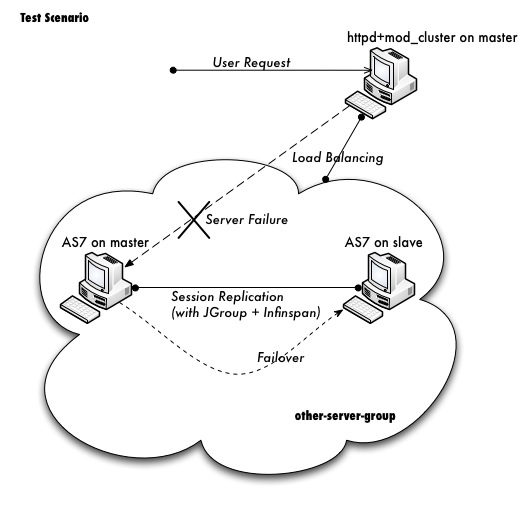 Test Scenario
httpd+mod_cluster on master
User Request
Load Balancing
Server Failure
AS7 on master
AS7 on slave
Session Replication
(with JGroup + Infinspan)
Failover
other-server-group